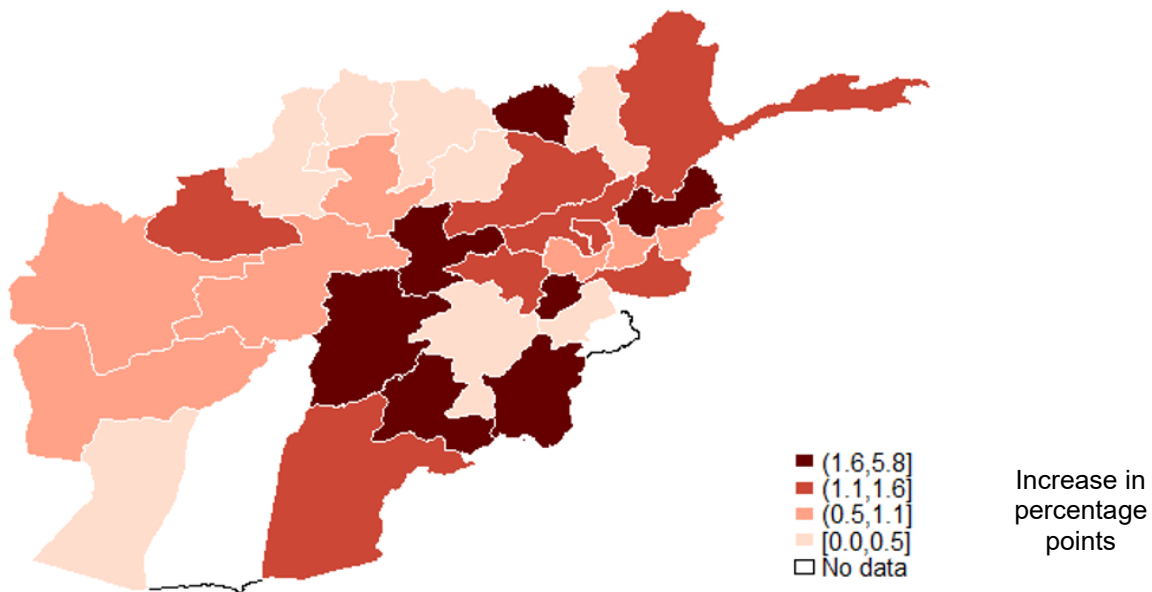 (1.6,5.8]
(1.1,1.6]
(0.5,1.1]
[0.0,0.5]
No data
Increase in
percentage
points